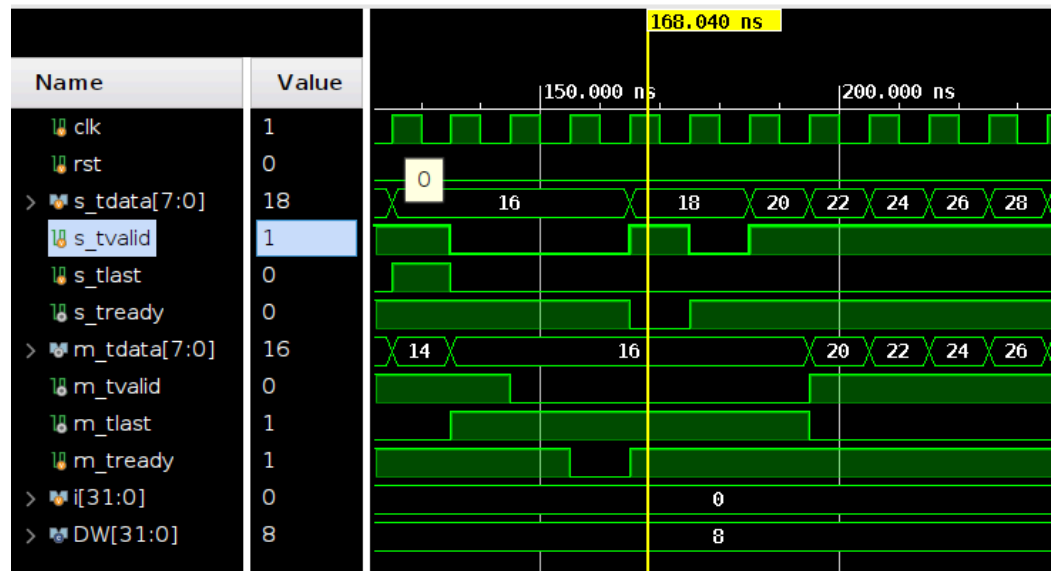 168.040 ns
Name Value
150.000 ns 200.000 ns
clk 1
rst 0
0
s_tdata[7:0] 18 16 18 20 22 24 26 28
s_tvalid 1
s_tlast 0
s_tready 0
m_tdata[7:0] 16 14 16 20 22 24 26
m_tvalid 0
m_tlast 1
m_tready 1
i[31:0] 0 0
DW[31:0] 8 8